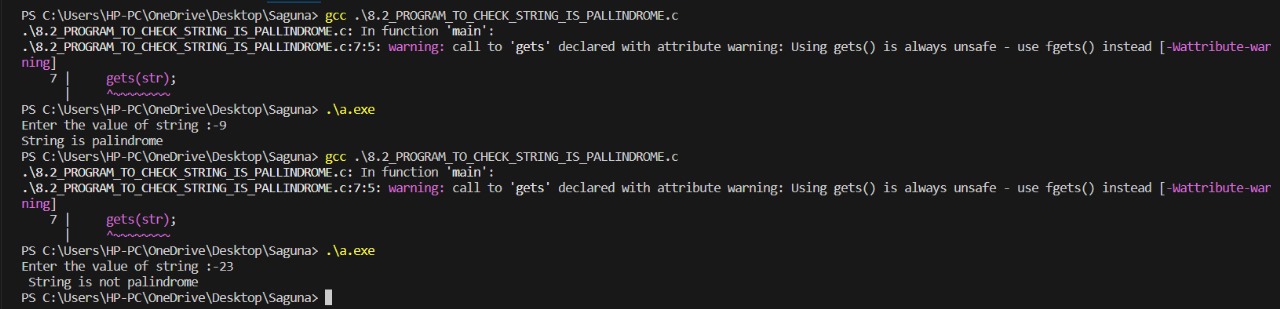 PS C:\Users\HP-PC\OneDrive\Desktop\Saguna> gcc .\8.2_PROGRAM_TO_CHECK_STRING_IS_PALLINDROME.c
.\8.2_PROGRAM_TO_CHECK_STRING_IS_PALLINDROME.c: In function 'main':
.\8.2_PROGRAM_TO_CHECK_STRING_IS_PALLINDROME.c:7:5: warning: call to 'gets' declared with attribute warning: Using gets() is always unsafe - use fgets() instead [-Wattribute-war
ning]
    7 |     gets(str);
      |     ^~~~~~~~~
PS C:\Users\HP-PC\OneDrive\Desktop\Saguna> .\a.exe
Enter the value of string :-9
String is palindrome
PS C:\Users\HP-PC\OneDrive\Desktop\Saguna> gcc .\8.2_PROGRAM_TO_CHECK_STRING_IS_PALLINDROME.c
.\8.2_PROGRAM_TO_CHECK_STRING_IS_PALLINDROME.c: In function 'main':
.\8.2_PROGRAM_TO_CHECK_STRING_IS_PALLINDROME.c:7:5: warning: call to 'gets' declared with attribute warning: Using gets() is always unsafe - use fgets() instead [-Wattribute-war
ning]
    7 |     gets(str);
      |     ^~~~~~~~~
PS C:\Users\HP-PC\OneDrive\Desktop\Saguna> .\a.exe
Enter the value of string :-23
 String is not palindrome
PS C:\Users\HP-PC\OneDrive\Desktop\Saguna>